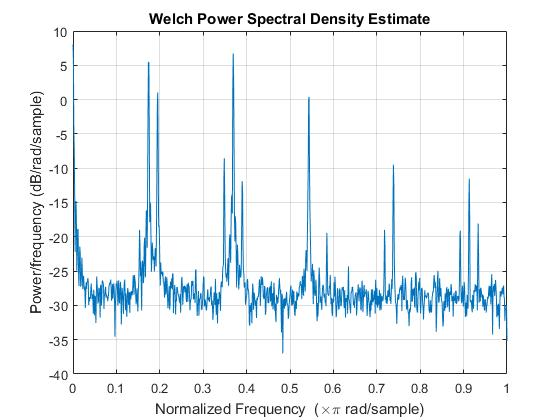 Welch Power Spectral Density Estimate
Power/frequency (dB/rad/sample)
10
5
0
-5
-10
-15
-20
-25
-30
-35
-40
0 0.1 0.2 0.3 0.4 0.5 0.6 0.7 0.8 0.9 1
Normalized Frequency (×π rad/sample)